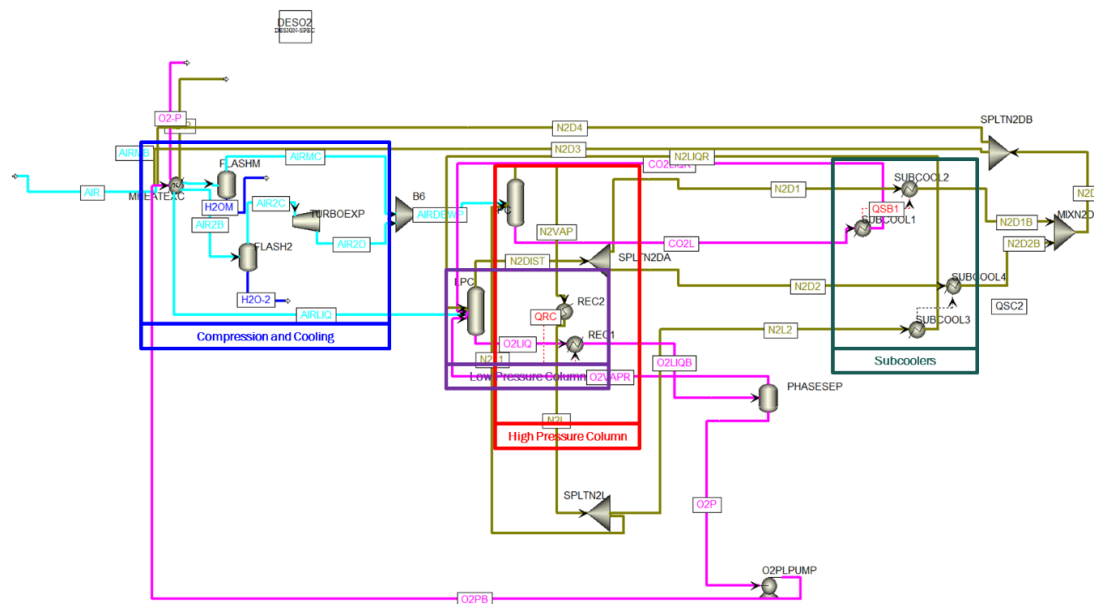 DESO2
DESIGN-SPEC
O2-P
N2D4
SPLTN2DB
AIRMB
FLASHM
AIRMC
N2D3
N2LIQR
CO2LIQR
AIR
MHEATEXC
H2OM
AIR2C
B6
N2D1
SUBCOOL2
N2D
AIR2B
TURBOEXP
AIRDEWP
QSB1
SUBCOOL1
N2D1B
MIXN2D
FLASH2
AIR2D
N2VAP
CO2L
N2D2B
N2DIST
SPLTN2DA
LPC
N2D2
SUBCOOL4
H2O-2
REC2
QSC2
AIRLIQ
QRC
N2L2
SUBCOOL3
Compression and Cooling
O2LIQ
REC1
O2LIQB
Subcoolers
Low Pressure Column
O2VAPR
PHASESEP
N2L
High Pressure Column
SPLTN2L
O2P
O2PLPUMP
O2PB